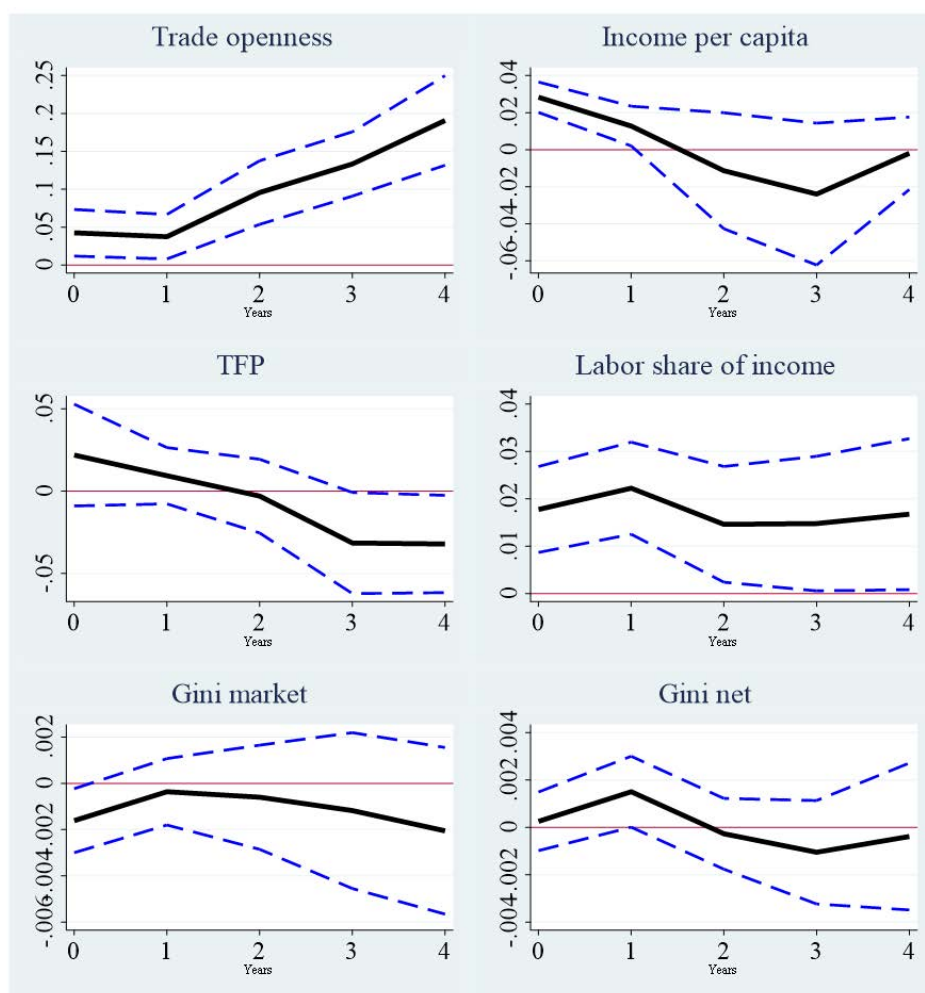 Trade openness
.25
.2
.15
.1
.05
0
0 1 2 3 4
Years
Income per capita
.04
.02
0
-.02
-.04
-.06
0 1 2 3 4
Years
TFP
.05
0
-.05
0 1 2 3 4
Years
Labor share of income
.04
.03
.02
.01
0
0 1 2 3 4
Years
Gini market
.002
0
-.002
-.004
-.006
0 1 2 3 4
Years
Gini net
.004
.002
0
-.002
-.004
0 1 2 3 4
Years